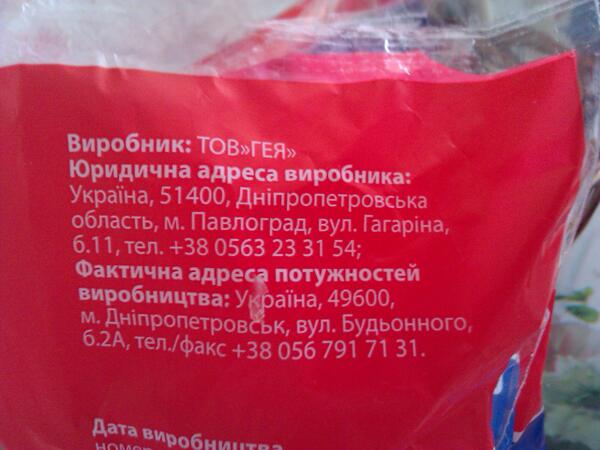 Виробник: ТОВ»ГЕЯ»
Юридична адреса виробника:
Україна, 51400, Дніпропетровська
область, м. Павлоград, вул. Гагаріна,
б.11, тел. +38 0563 23 31 54;
Фактична адреса потужностей
виробництва: Україна, 49600,
м. Дніпропетровськ, вул. Будьонного,
б.2А, тел./факс +38 056 791 71 31.
Дата виробництва
номер